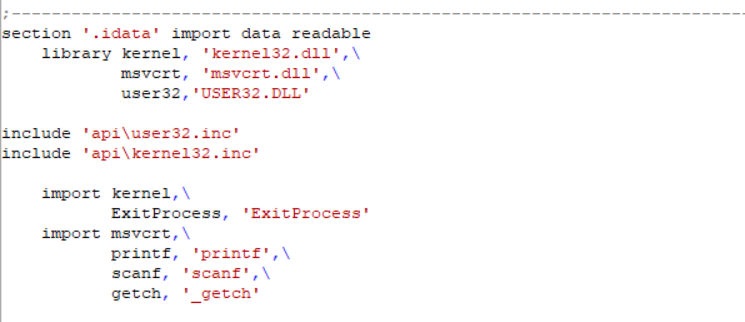 ;--------------------------------------------------------------------------
section '.idata' import data readable
    library kernel, 'kernel32.dll',\
            msvcrt, 'msvcrt.dll',\
            user32,'USER32.DLL'

include 'api\user32.inc'
include 'api\kernel32.inc'

    import kernel,\
           ExitProcess, 'ExitProcess'
    import msvcrt,\
           printf, 'printf',\
           scanf, 'scanf',\
           getch, '_getch'